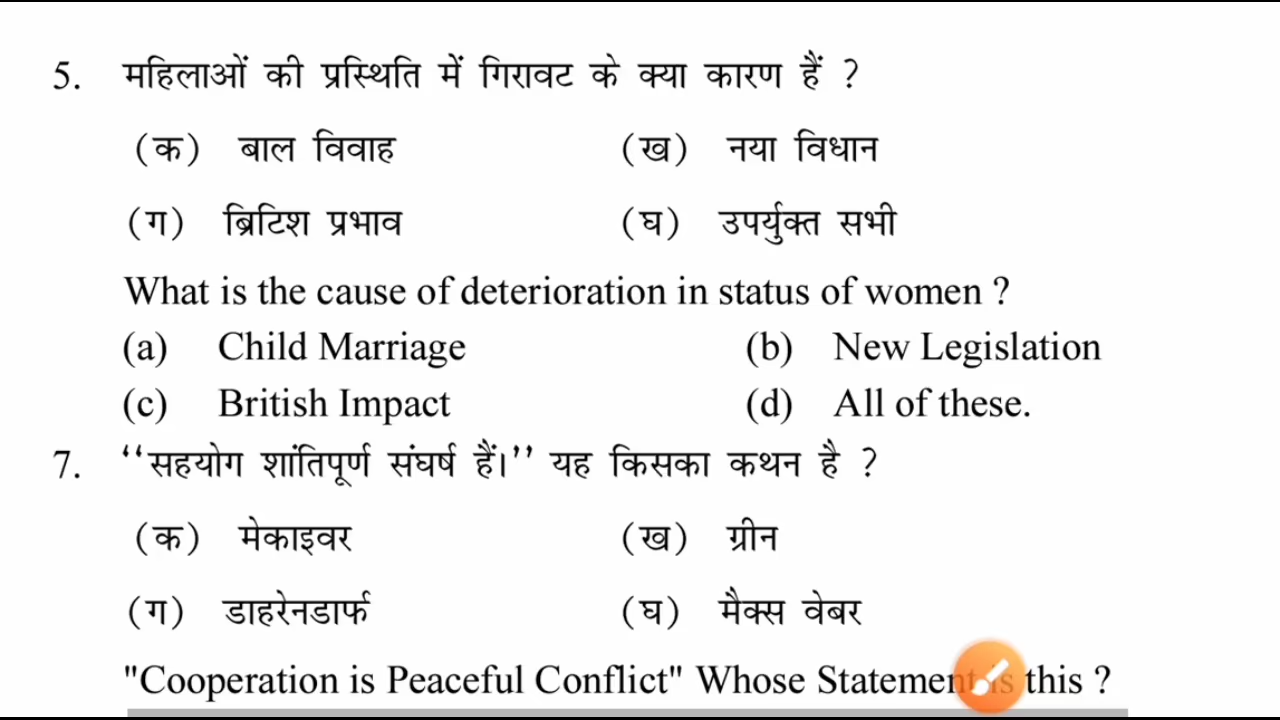 5. महिलाओं की प्रस्थिति में गिरावट के क्या कारण हैं ?
(क) बाल विवाह (ख) नया विधान
(ग) ब्रिटिश प्रभाव (घ) उपर्युक्त सभी
What is the cause of deterioration in status of women ?
(a) Child Marriage (b) New Legislation
(c) British Impact (d) All of these.
7. ‘‘सहयोग शांतिपूर्ण संघर्ष हैं।’’ यह किसका कथन है ?
(क) मेकाइवर (ख) ग्रीन
(ग) डाहरेनडार्फ (घ) मैक्स वेबर
"Cooperation is Peaceful Conflict" Whose Statement is this ?